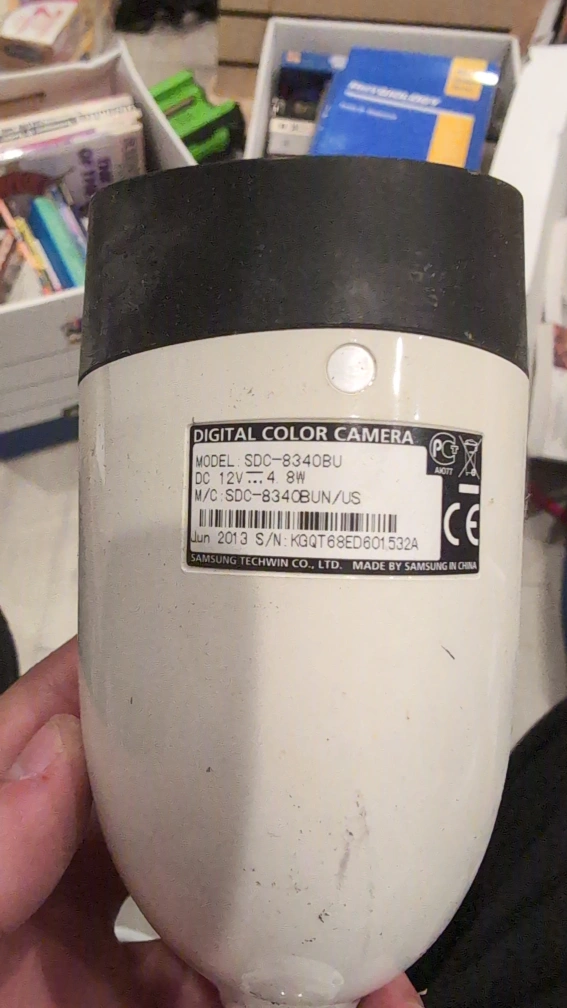 DIGITAL COLOR CAMERA
MODEL:SDC-8340BU
DC 12V⎓4.8W
M/C:SDC-8340BUN/US
Jun 2013 S/N:KGQT68ED601532A
SAMSUNG TECHWIN CO., LTD. MADE BY SAMSUNG IN CHINA
PCT
CE